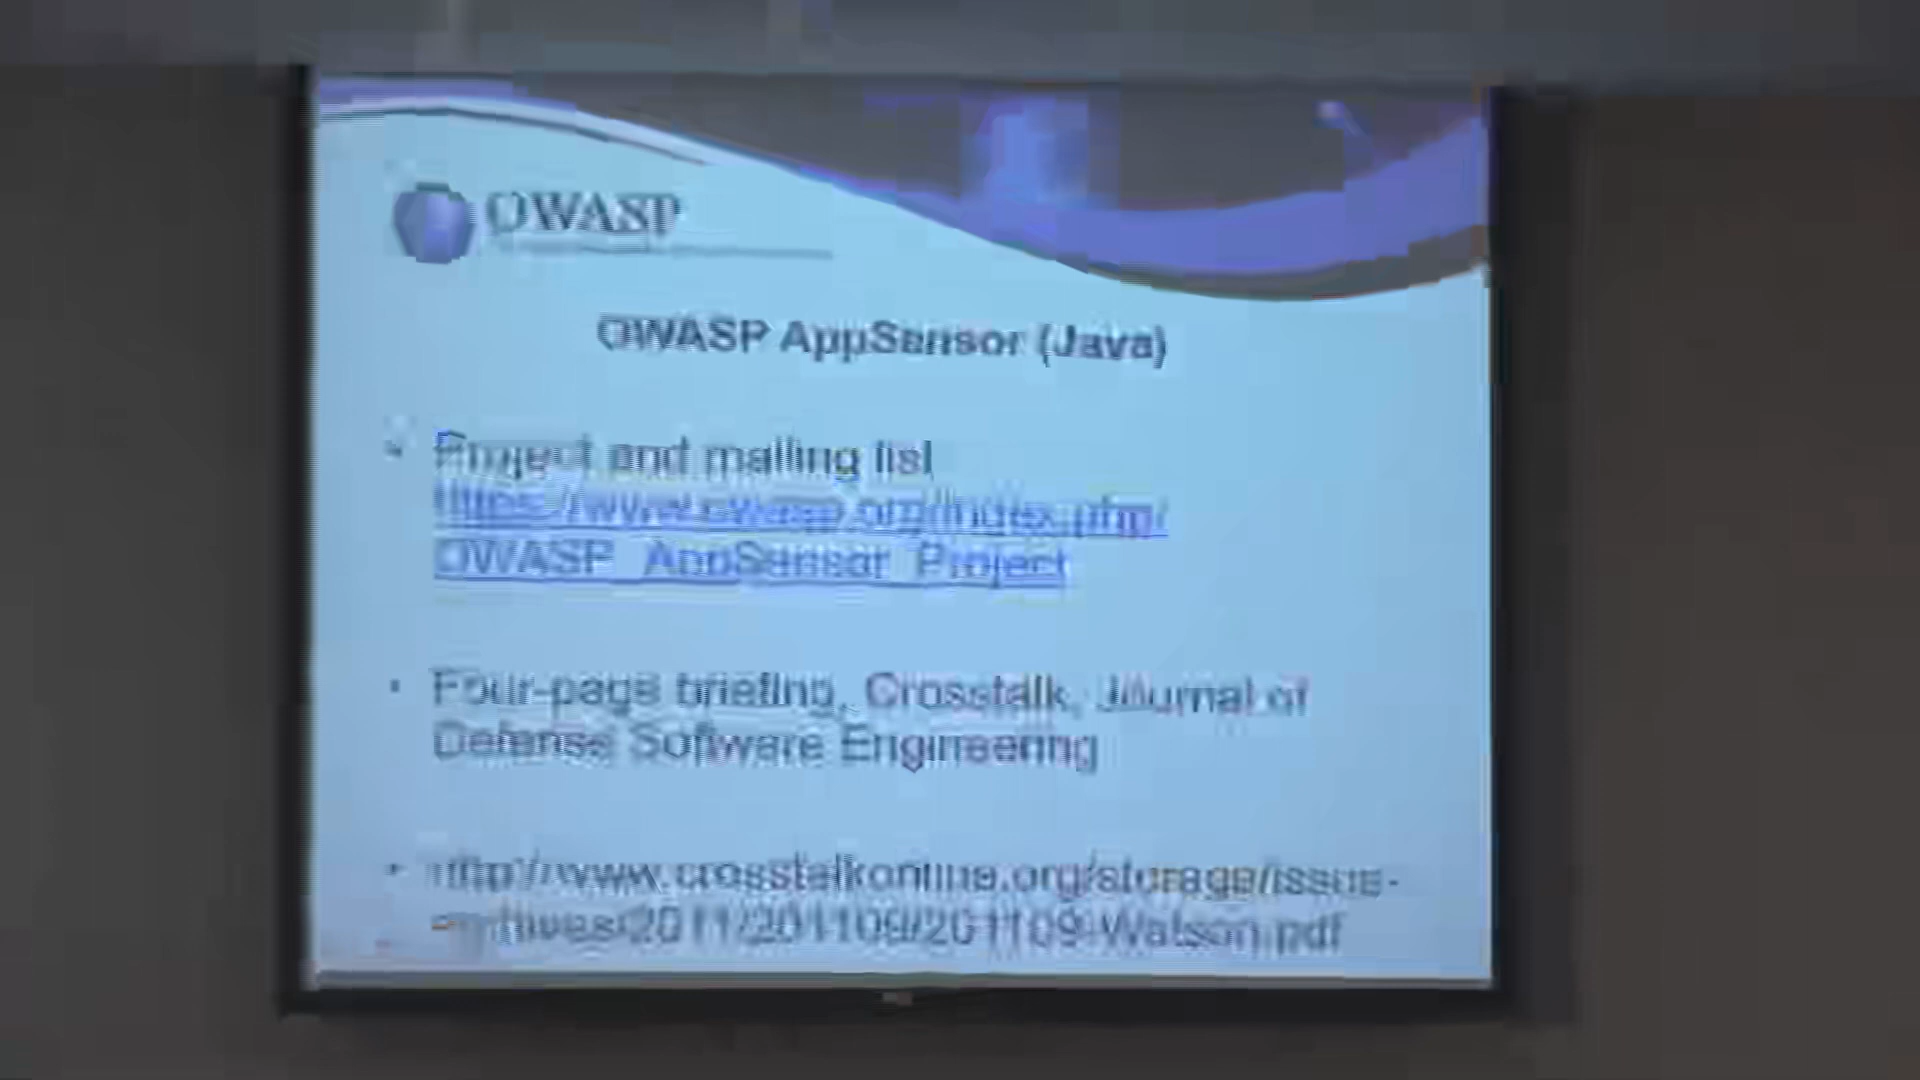 OWASP
OWASP AppSensor (Java)
Project and mailing list
https://www.owasp.org/index.php/
OWASP_AppSensor_Project
Four-page briefing, Crosstalk, Journal of
Defense Software Engineering
http://www.crosstalkonline.org/storage/issue-
archives/2011/201109/201109-Watson.pdf